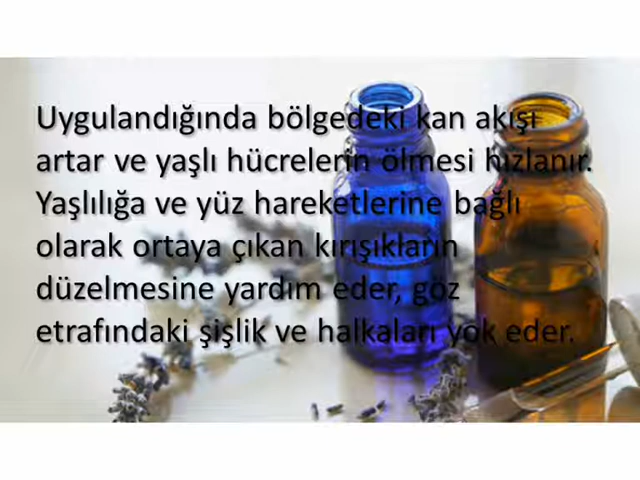 Uygulandığında bölgedeki kan akışı
artar ve yaşlı hücrelerin ölmesi hızlanır.
Yaşlılığa ve yüz hareketlerine bağlı
olarak ortaya çıkan kırışıkların
düzelmesine yardım eder, göz
etrafındaki şişlik ve halkaları yok eder.